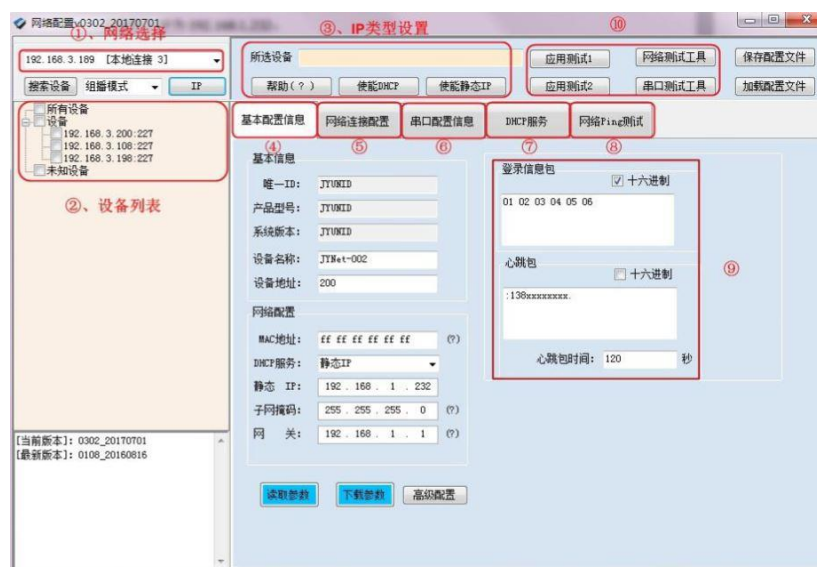 网络配置v0302_20170701
①、网络选择
192.168.3.189 [本地连接 3]
搜索设备 组播模式 IP
所有设备
设备
192.168.3.200:227
192.168.3.108:227
192.168.3.198:227
未知设备
②、设备列表
[当前版本]: 0302_20170701
[最新版本]: 0108_20160816
③、IP类型设置
所选设备
帮助(?) 使能DHCP 使能静态IP
⑩
应用测试1 网络测试工具 保存配置文件
应用测试2 串口测试工具 加载配置文件
基本配置信息 网络连接配置 串口配置信息 DHCP服务 网络Ping测试
④ ⑤ ⑥ ⑦ ⑧
基本信息
唯一ID: JYUNID
产品型号: JYUNID
系统版本: JYUNID
设备名称: JYNet-002
设备地址: 200
网络配置
MAC地址: ff ff ff ff ff ff (?)
DHCP服务: 静态IP
静态 IP: 192 . 168 . 1 . 232
子网掩码: 255 . 255 . 255 . 0 (?)
网 关: 192 . 168 . 1 . 1 (?)
读取参数 下载参数 高级配置
登录信息包
十六进制
01 02 03 04 05 06
心跳包
十六进制
⑨
:138xxxxxxxx.
心跳包时间: 120 秒